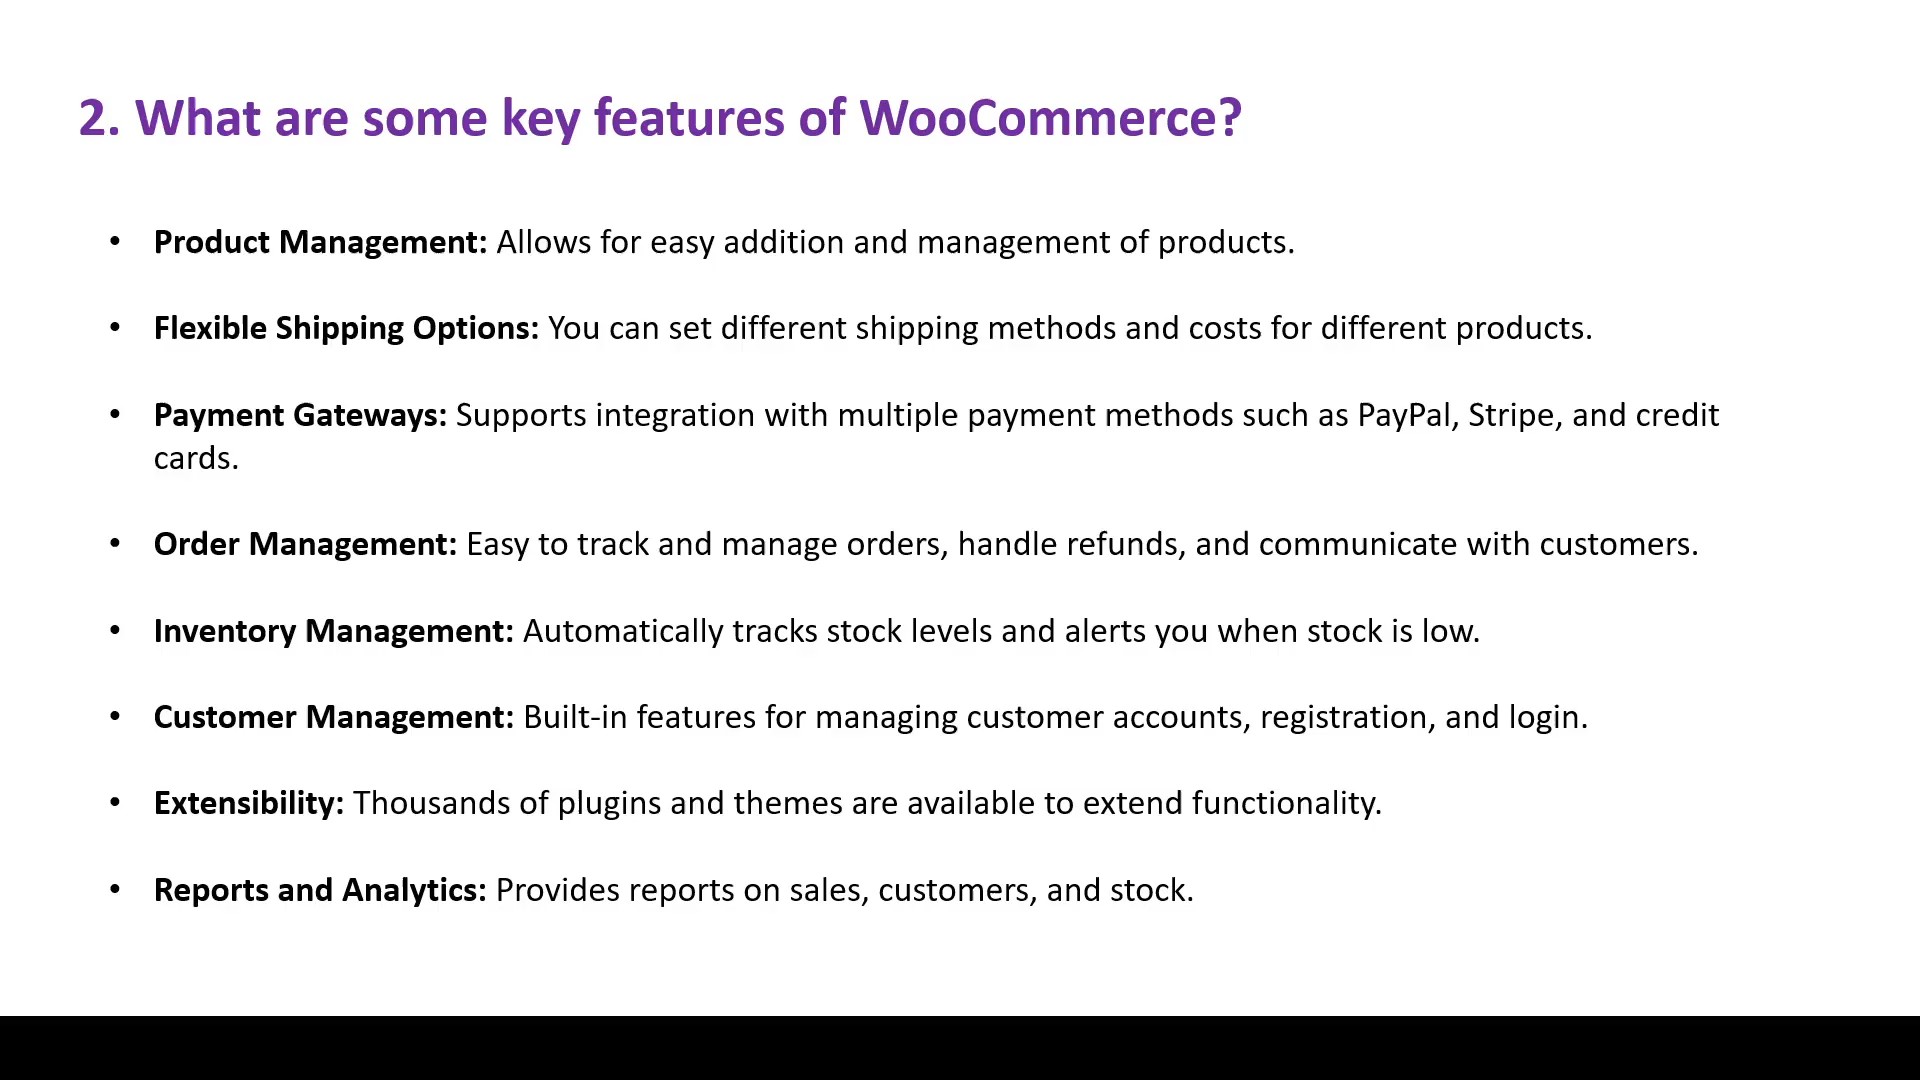 2. What are some key features of WooCommerce?
• Product Management: Allows for easy addition and management of products.
• Flexible Shipping Options: You can set different shipping methods and costs for different products.
• Payment Gateways: Supports integration with multiple payment methods such as PayPal, Stripe, and credit
cards.
• Order Management: Easy to track and manage orders, handle refunds, and communicate with customers.
• Inventory Management: Automatically tracks stock levels and alerts you when stock is low.
• Customer Management: Built-in features for managing customer accounts, registration, and login.
• Extensibility: Thousands of plugins and themes are available to extend functionality.
• Reports and Analytics: Provides reports on sales, customers, and stock.